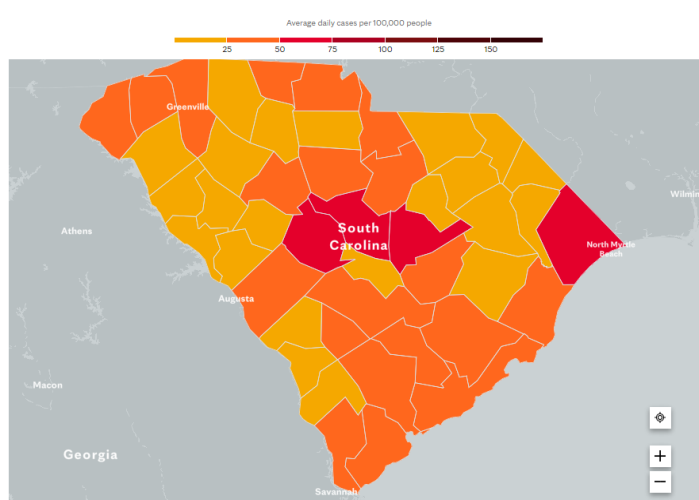 Average daily cases per 100,000 people
25 50 75 100 125 150
Greenville
Athens
South
Carolina
North Myrtle
Beach
Augusta
Macon
Georgia
Savannah
+
−